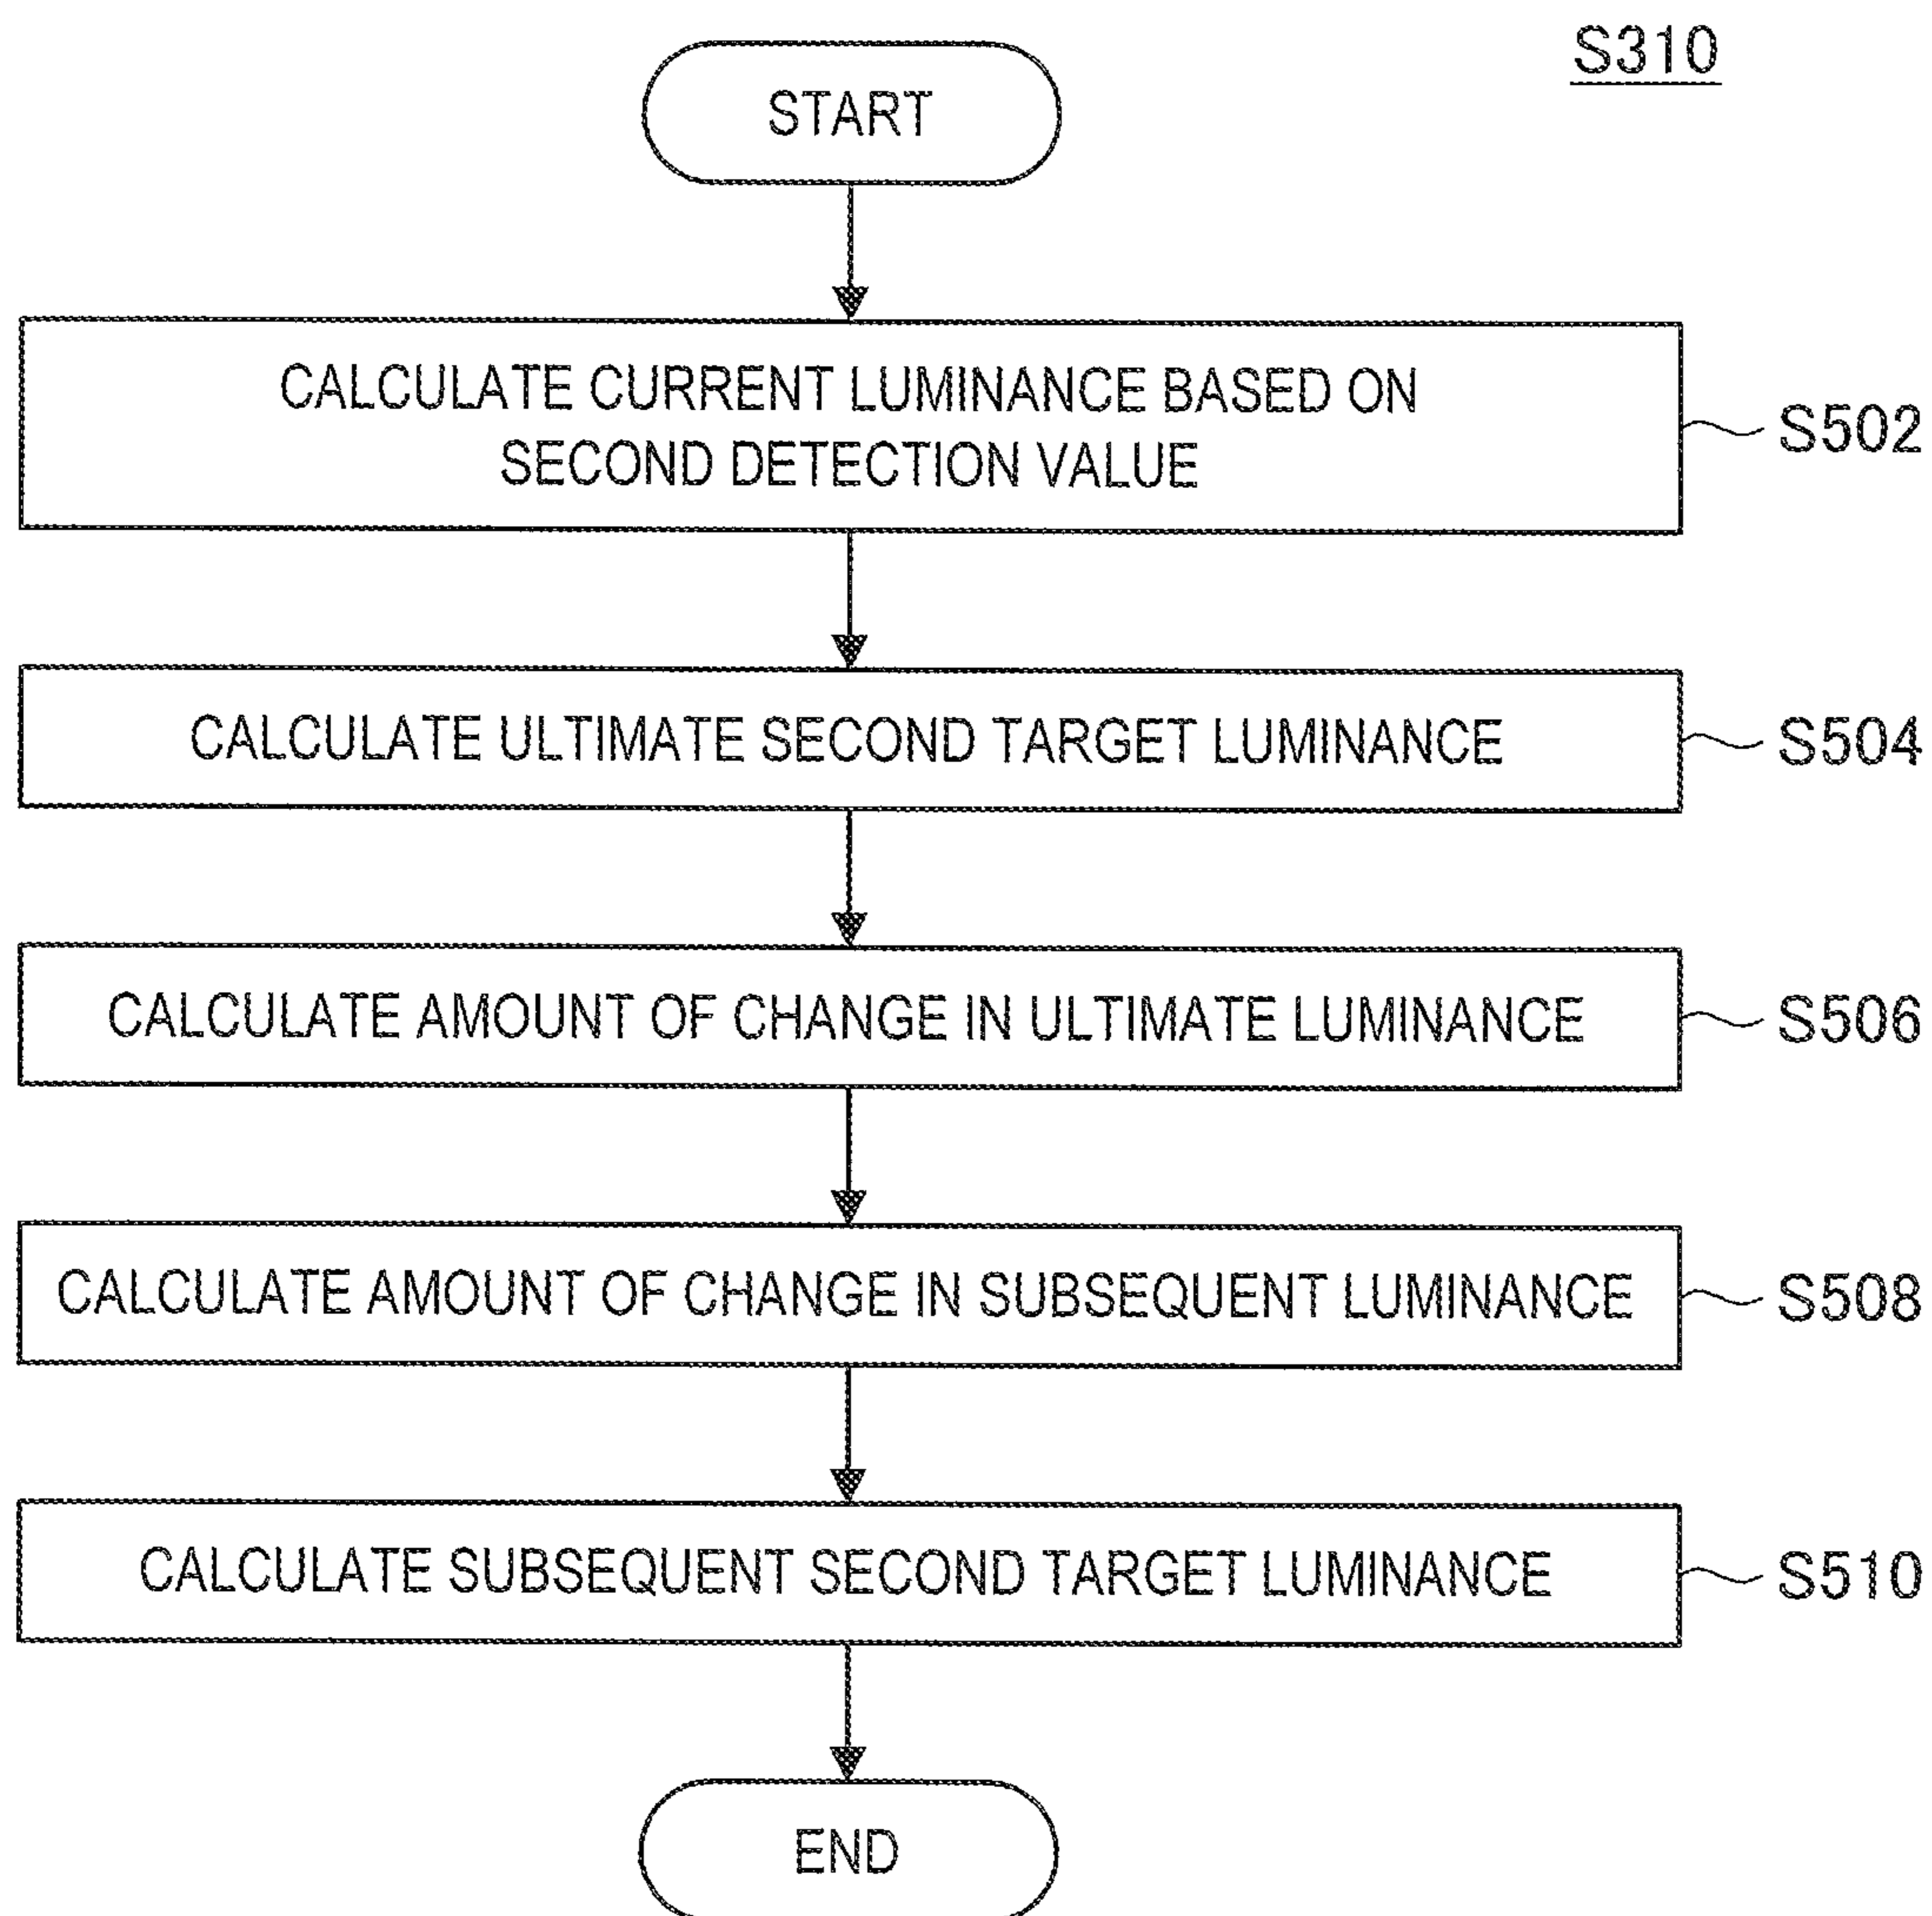 S310
START
CALCULATE CURRENT LUMINANCE BASED ON
SECOND DETECTION VALUE
S502
CALCULATE ULTIMATE SECOND TARGET LUMINANCE
S504
CALCULATE AMOUNT OF CHANGE IN ULTIMATE LUMINANCE
S506
CALCULATE AMOUNT OF CHANGE IN SUBSEQUENT LUMINANCE
S508
CALCULATE SUBSEQUENT SECOND TARGET LUMINANCE
S510
END